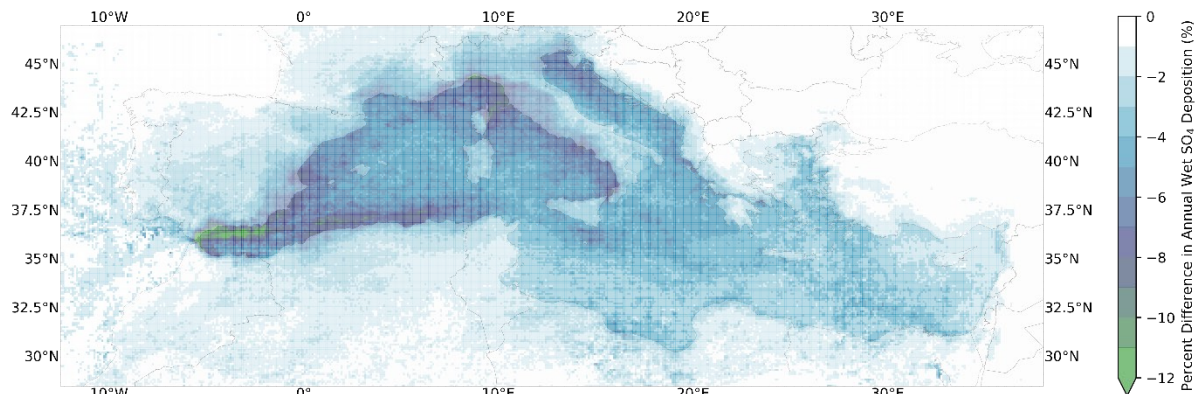 10°W 0° 10°E 20°E 30°E
45°N 45°N
42.5°N 42.5°N
40°N 40°N
37.5°N 37.5°N
35°N 35°N
32.5°N 32.5°N
30°N 30°N
10°W 0° 10°E 20°E 30°E
0
−2
−4
−6
−8
−10
−12
Percent Difference in Annual Wet SO₄ Deposition (%)